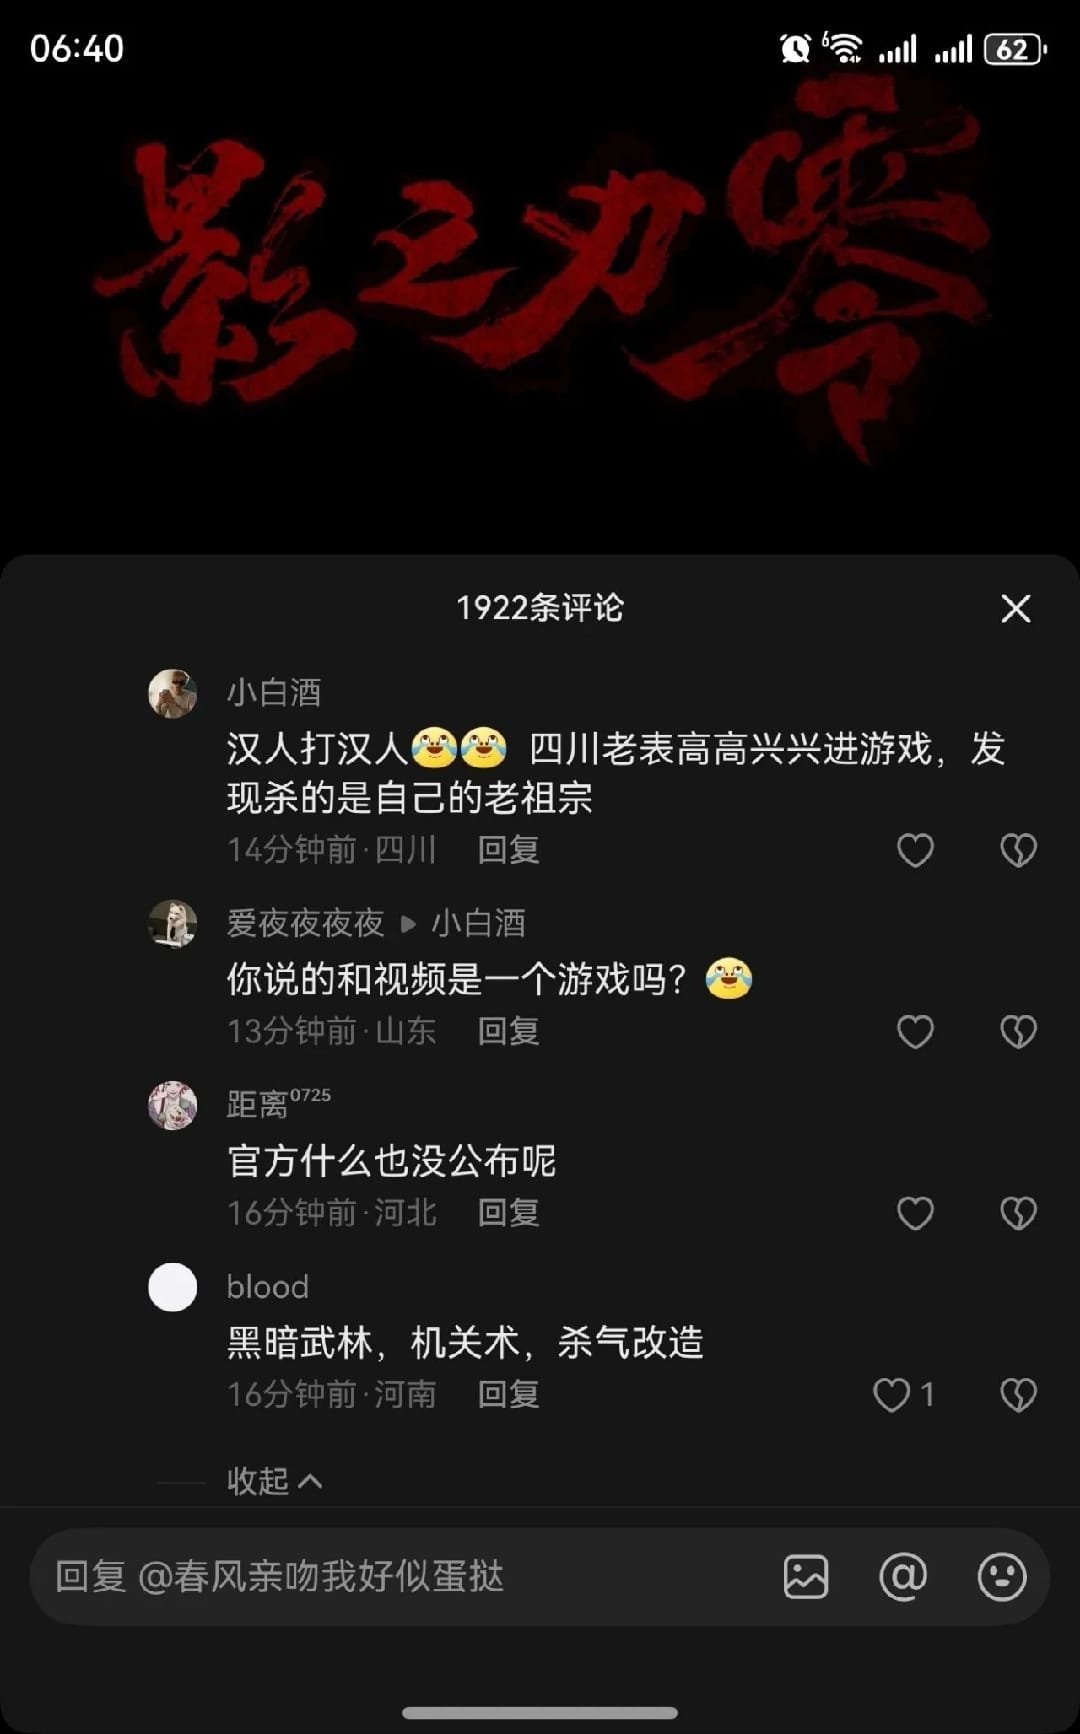 06:40
6
62
影之刃零
1922条评论
小白酒
汉人打汉人 四川老表高高兴兴进游戏，发
现杀的是自己的老祖宗
14分钟前·四川 回复
爱夜夜夜夜 ▶ 小白酒
你说的和视频是一个游戏吗？
13分钟前·山东 回复
距离⁰⁷²⁵
官方什么也没公布呢
16分钟前·河北 回复
blood
黑暗武林，机关术，杀气改造
16分钟前·河南 回复 1
收起
回复 @春风亲吻我好似蛋挞